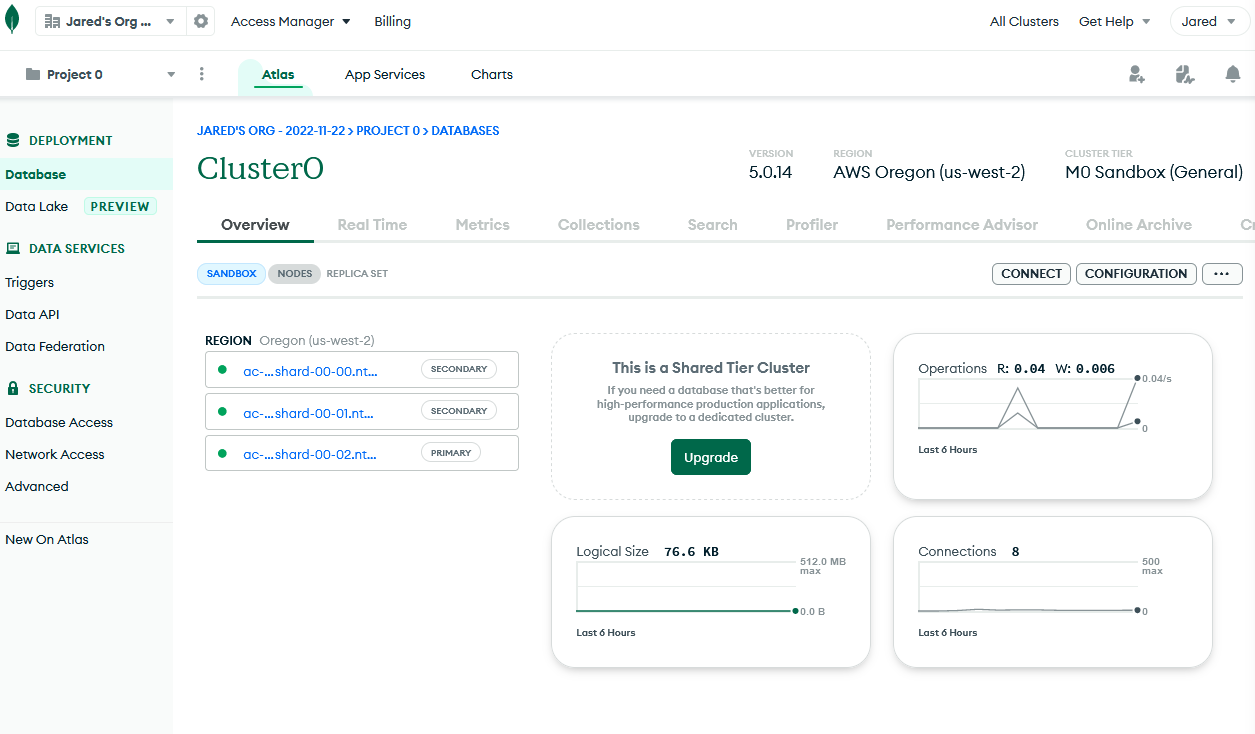 Jared's Org ...
Access Manager
Billing
All Clusters
Get Help
Jared
Project 0
Atlas
App Services
Charts
DEPLOYMENT
Database
Data Lake PREVIEW
DATA SERVICES
Triggers
Data API
Data Federation
SECURITY
Database Access
Network Access
Advanced
New On Atlas
JARED'S ORG - 2022-11-22 > PROJECT 0 > DATABASES
Cluster0
VERSION
5.0.14
REGION
AWS Oregon (us-west-2)
CLUSTER TIER
M0 Sandbox (General)
Overview
Real Time
Metrics
Collections
Search
Profiler
Performance Advisor
Online Archive
SANDBOX
NODES
REPLICA SET
CONNECT
CONFIGURATION
...
REGION Oregon (us-west-2)
ac-...shard-00-00.nt... SECONDARY
ac-...shard-00-01.nt... SECONDARY
ac-...shard-00-02.nt... PRIMARY
This is a Shared Tier Cluster
If you need a database that's better for
high-performance production applications,
upgrade to a dedicated cluster.
Upgrade
Operations R: 0.04 W: 0.006
0.04/s
0
Last 6 Hours
Logical Size 76.6 KB
512.0 MB
max
0.0 B
Last 6 Hours
Connections 8
500
max
0
Last 6 Hours